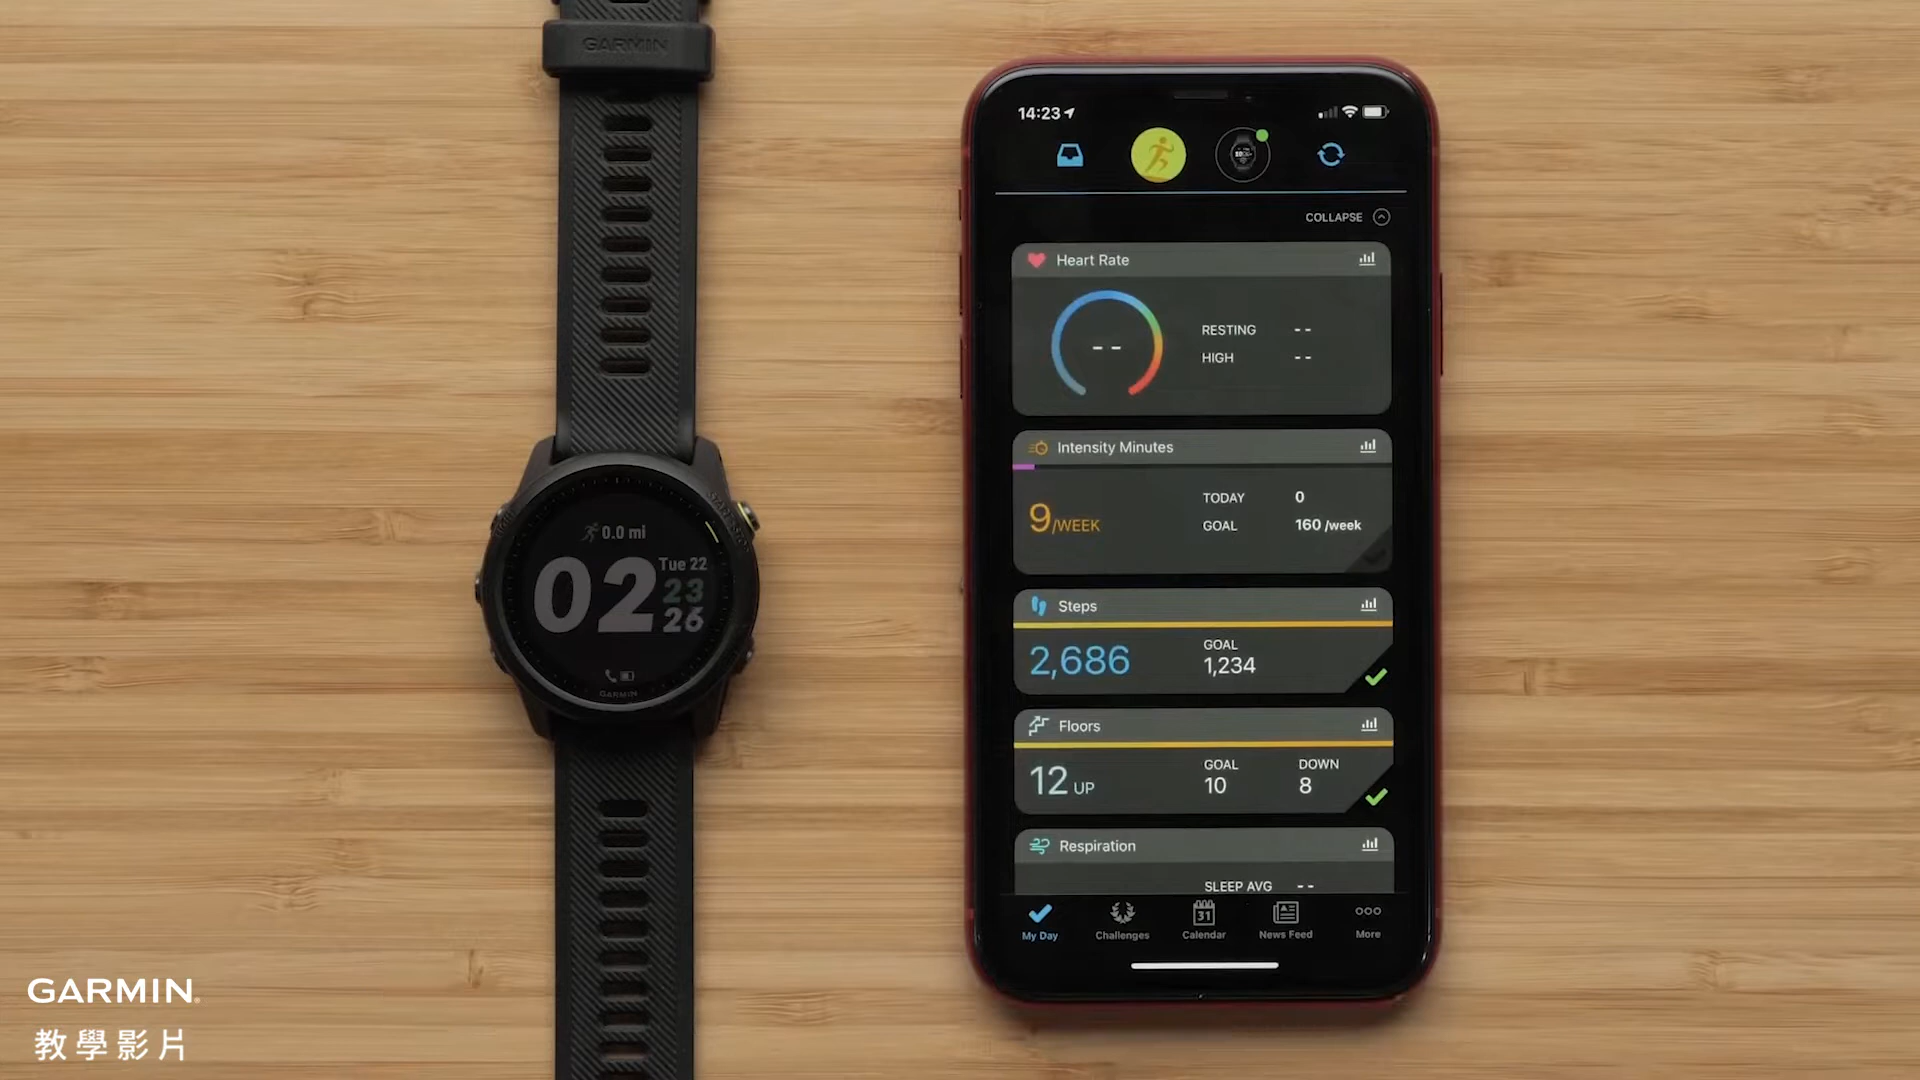 GARMIN
0.0 mi
Tue 22
02
23
26
GARMIN
14:23
COLLAPSE
Heart Rate
--
RESTING --
HIGH --
Intensity Minutes
9/WEEK
TODAY 0
GOAL 160 /week
Steps
2,686
GOAL
1,234
Floors
12 UP
GOAL
10
DOWN
8
Respiration
SLEEP AVG --
31
My Day
Challenges
Calendar
News Feed
More
GARMIN
教學影片